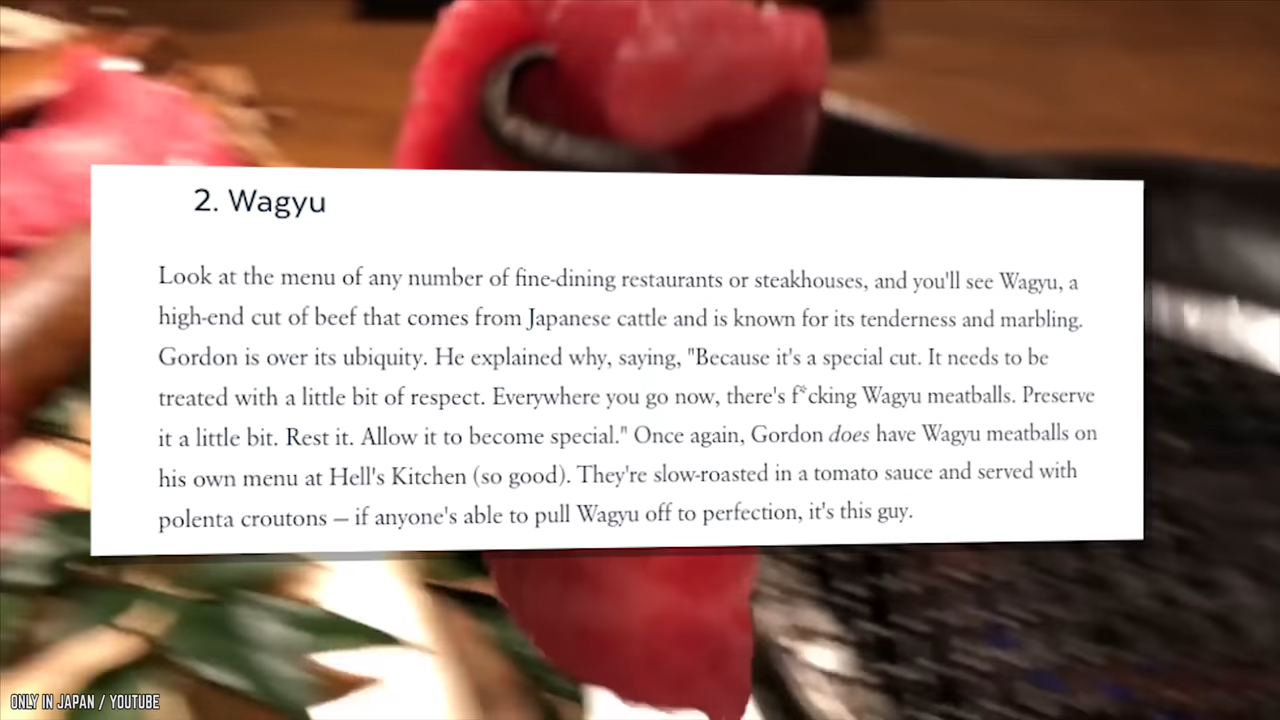 2. Wagyu
Look at the menu of any number of fine-dining restaurants or steakhouses, and you'll see Wagyu, a
high-end cut of beef that comes from Japanese cattle and is known for its tenderness and marbling.
Gordon is over its ubiquity. He explained why, saying, "Because it's a special cut. It needs to be
treated with a little bit of respect. Everywhere you go now, there's f*cking Wagyu meatballs. Preserve
it a little bit. Rest it. Allow it to become special." Once again, Gordon does have Wagyu meatballs on
his own menu at Hell's Kitchen (so good). They're slow-roasted in a tomato sauce and served with
polenta croutons — if anyone's able to pull Wagyu off to perfection, it's this guy.
ONLY IN JAPAN / YOUTUBE